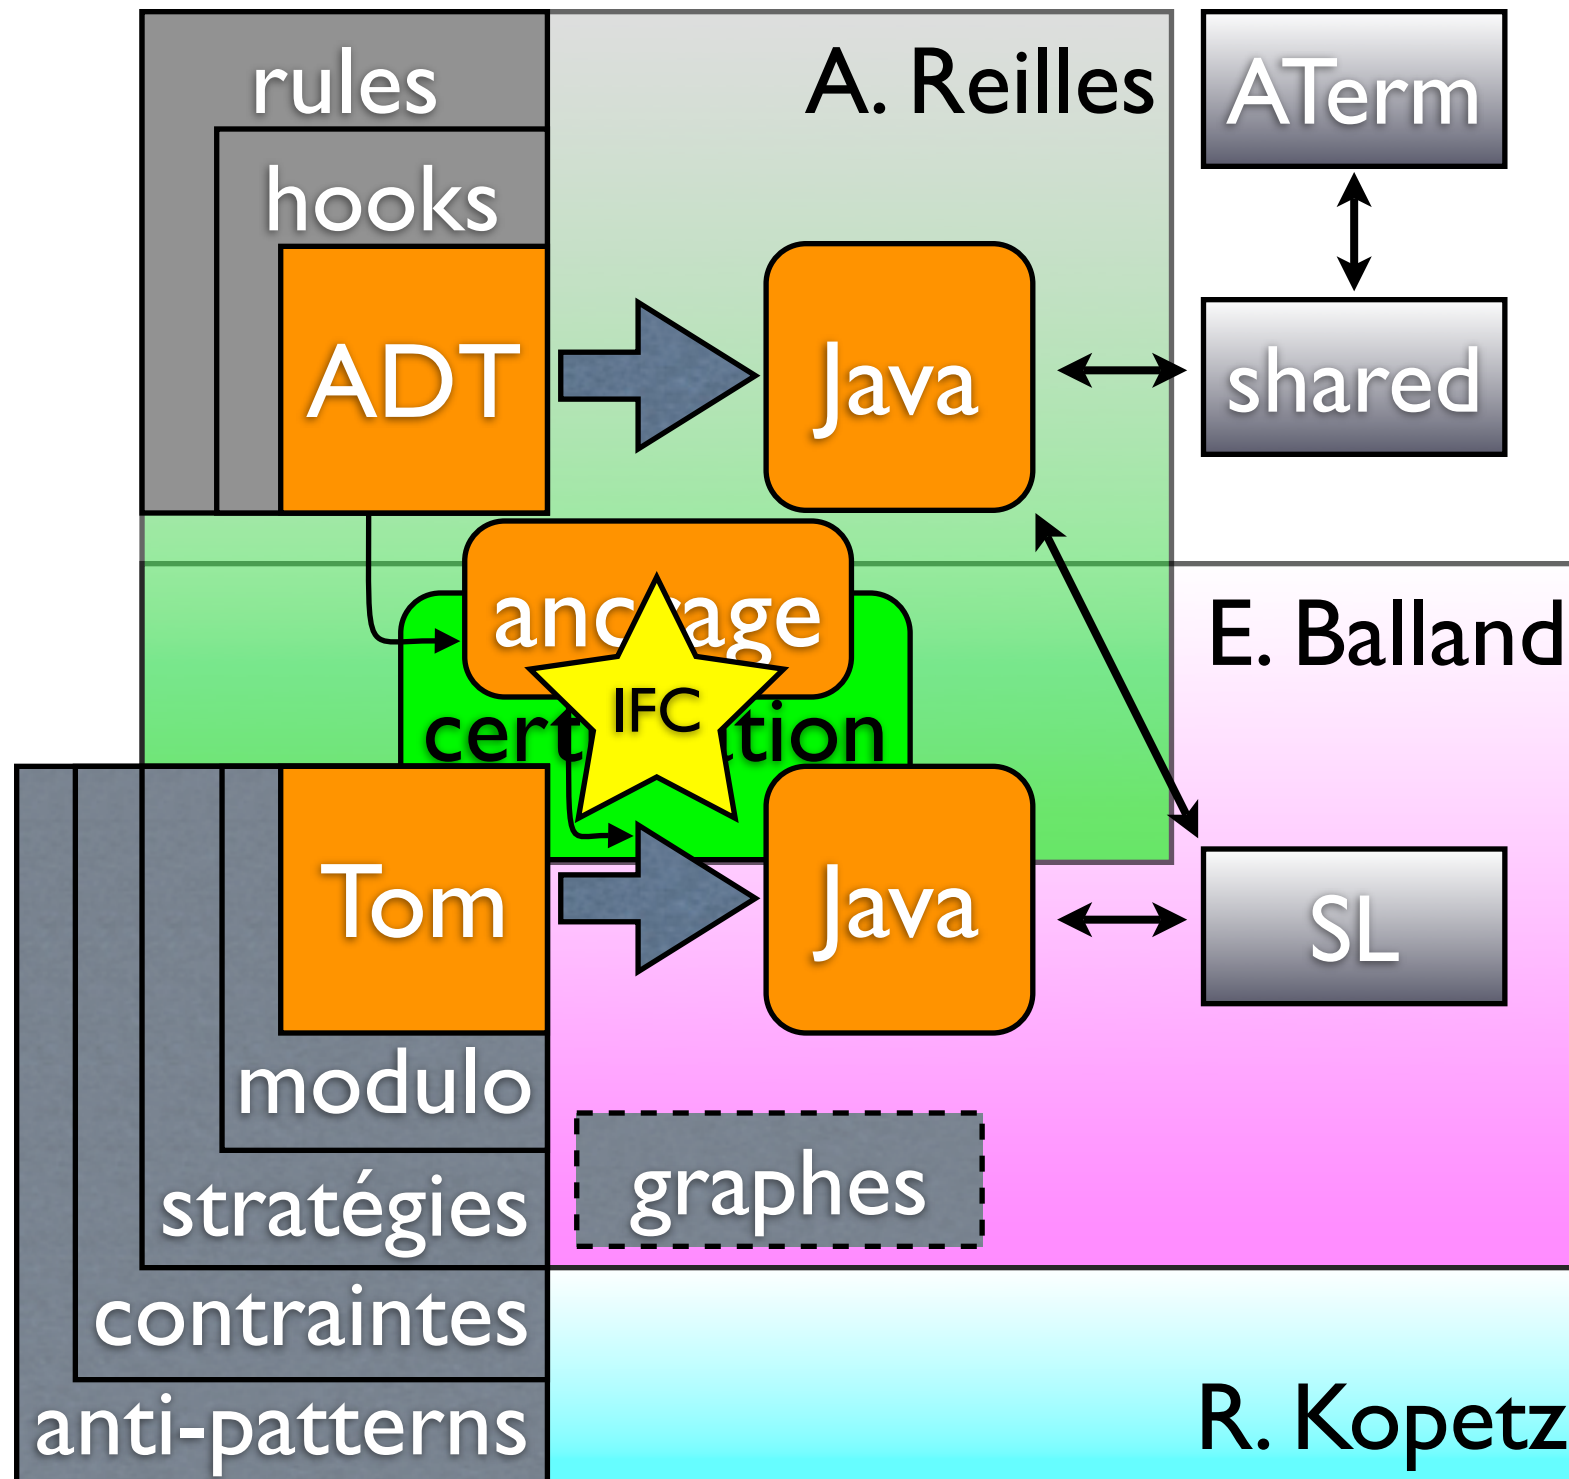 rules
A. Reilles
ATerm
hooks
ADT
Java
shared
ancrage
E. Balland
IFC
Tom
Java
SL
modulo
graphes
stratégies
contraintes
anti-patterns
R. Kopetz